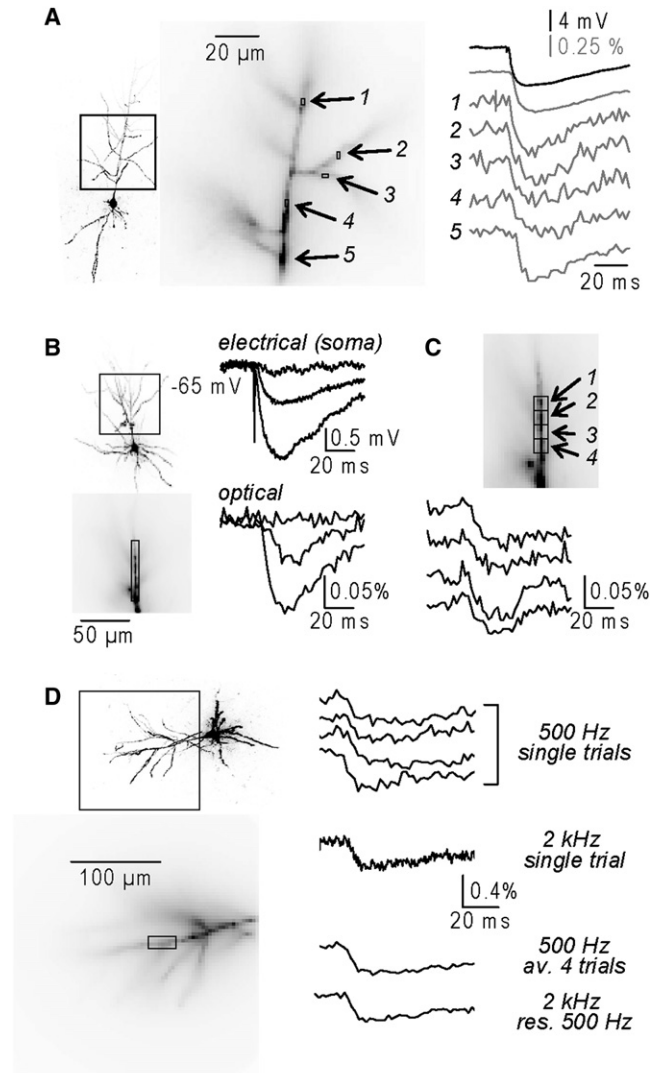 A
20 μm
1
2
3
4
5
4 mV
0.25 %
1
2
3
4
5
20 ms
B
-65 mV
electrical (soma)
0.5 mV
20 ms
optical
0.05%
20 ms
50 μm
C
1
2
3
4
0.05%
20 ms
D
100 μm
500 Hz
single trials
2 kHz
single trial
0.4%
20 ms
500 Hz
av. 4 trials
2 kHz
res. 500 Hz